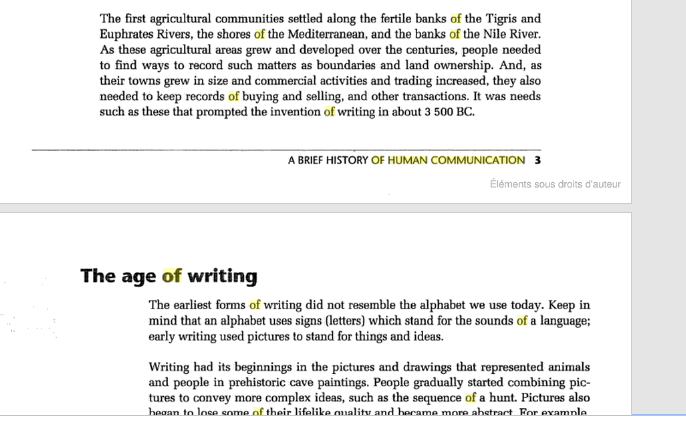 The first agricultural communities settled along the fertile banks of the Tigris and
Euphrates Rivers, the shores of the Mediterranean, and the banks of the Nile River.
As these agricultural areas grew and developed over the centuries, people needed
to find ways to record such matters as boundaries and land ownership. And, as
their towns grew in size and commercial activities and trading increased, they also
needed to keep records of buying and selling, and other transactions. It was needs
such as these that prompted the invention of writing in about 3 500 BC.
A BRIEF HISTORY OF HUMAN COMMUNICATION 3
Éléments sous droits d'auteur
The age of writing
The earliest forms of writing did not resemble the alphabet we use today. Keep in
mind that an alphabet uses signs (letters) which stand for the sounds of a language;
early writing used pictures to stand for things and ideas.
Writing had its beginnings in the pictures and drawings that represented animals
and people in prehistoric cave paintings. People gradually started combining pic-
tures to convey more complex ideas, such as the sequence of a hunt. Pictures also
began to lose some of their lifelike quality and became more abstract. For example,